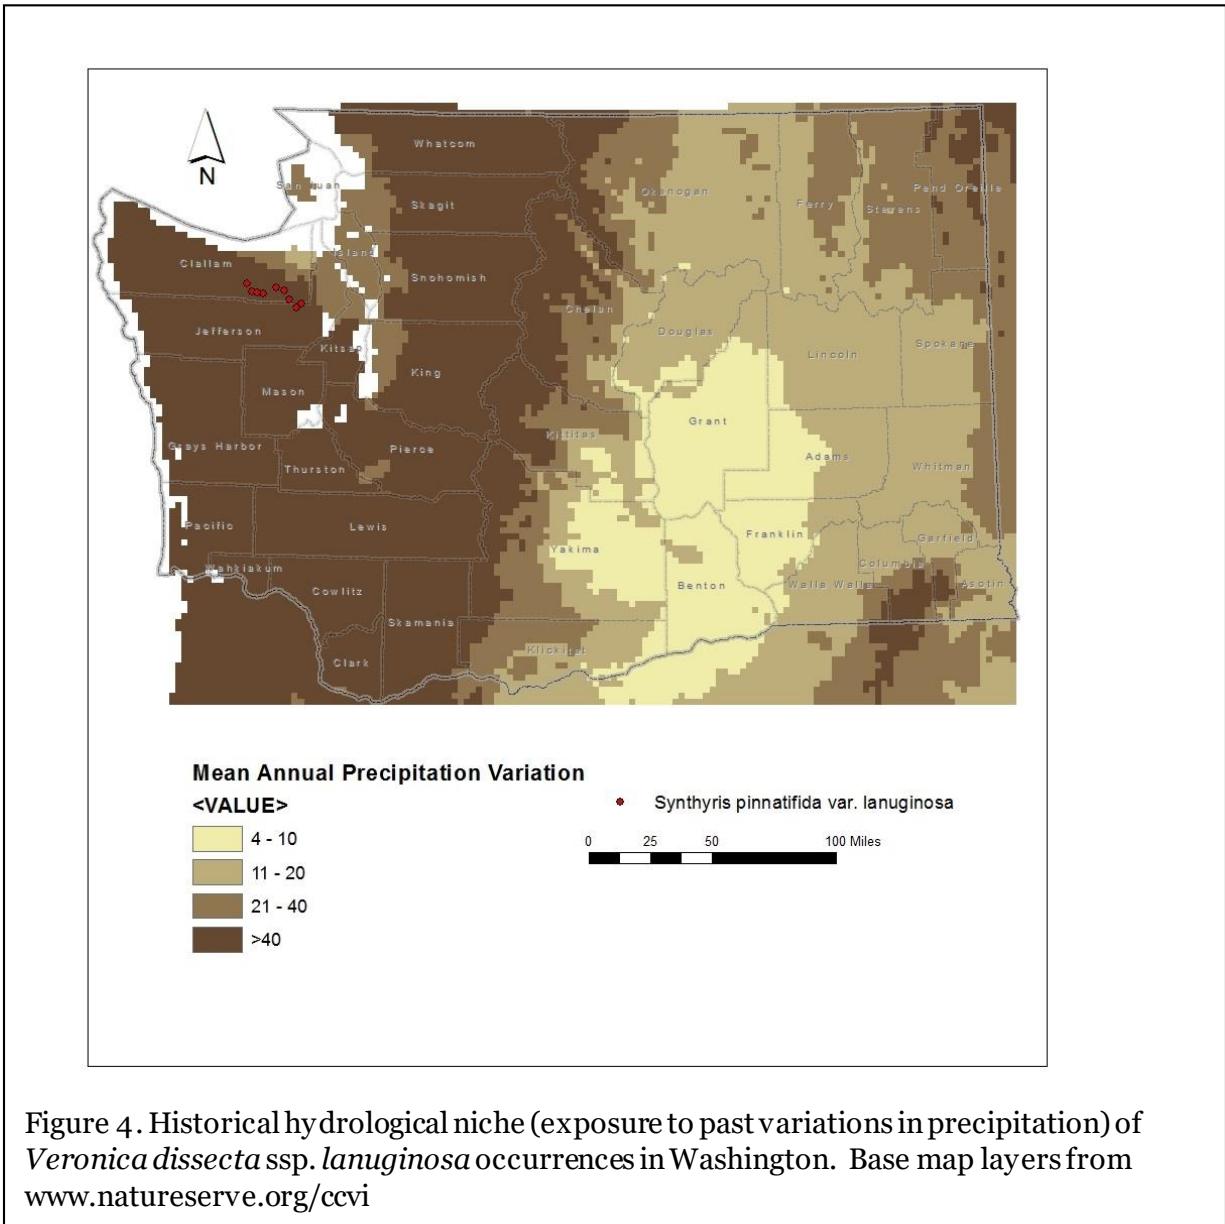 N
Whatcom
San Juan
Skagit
Okanogan
Ferry
Stevens
Pend Oreille
Island
Clallam
Snohomish
Chelan
Jefferson
Kitsap
Douglas
Lincoln
Spokane
King
Mason
Grant
Kittitas
Grays Harbor
Pierce
Thurston
Adams
Whitman
Pacific
Lewis
Yakima
Franklin
Garfield
Wahkiakum
Columbia
Cowlitz
Benton
Walla Walla
Asotin
Skamania
Klickitat
Clark
Mean Annual Precipitation Variation
<VALUE>
4 - 10
11 - 20
21 - 40
>40
Synthyris pinnatifida var. lanuginosa
0 25 50 100 Miles
Figure 4. Historical hydrological niche (exposure to past variations in precipitation) of
Veronica dissecta ssp. lanuginosa occurrences in Washington. Base map layers from
www.natureserve.org/ccvi